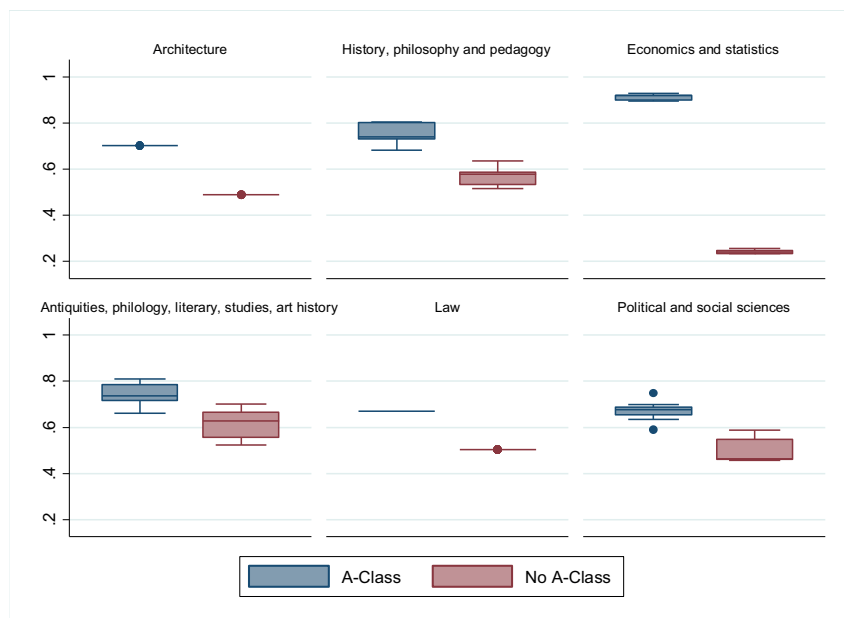 Architecture
History, philosophy and pedagogy
Economics and statistics
1
.8
.6
.4
.2
Antiquities, philology, literary, studies, art history
Law
Political and social sciences
1
.8
.6
.4
.2
A-Class
No A-Class